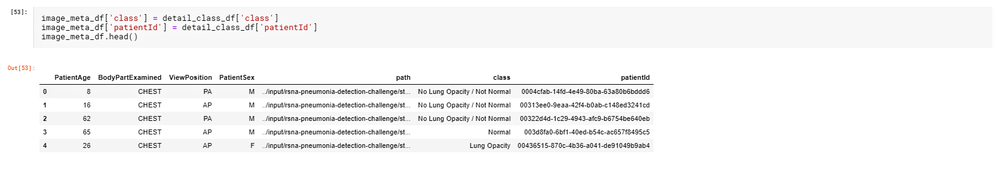 [53]:
image_meta_df['class'] = detail_class_df['class']
image_meta_df['patientId'] = detail_class_df['patientId']
image_meta_df.head()
Out[53]:
PatientAge BodyPartExamined ViewPosition PatientSex path class patientId
0 8 CHEST PA M ../input/rsna-pneumonia-detection-challenge/st... No Lung Opacity / Not Normal 0004cfab-14fd-4e49-80ba-63a80b6bddd6
1 16 CHEST AP M ../input/rsna-pneumonia-detection-challenge/st... No Lung Opacity / Not Normal 00313ee0-9eaa-42f4-b0ab-c148ed3241cd
2 62 CHEST PA M ../input/rsna-pneumonia-detection-challenge/st... No Lung Opacity / Not Normal 00322d4d-1c29-4943-afc9-b6754be640eb
3 65 CHEST AP M ../input/rsna-pneumonia-detection-challenge/st... Normal 003d8fa0-6bf1-40ed-b54c-ac657f8495c5
4 26 CHEST AP F ../input/rsna-pneumonia-detection-challenge/st... Lung Opacity 00436515-870c-4b36-a041-de91049b9ab4